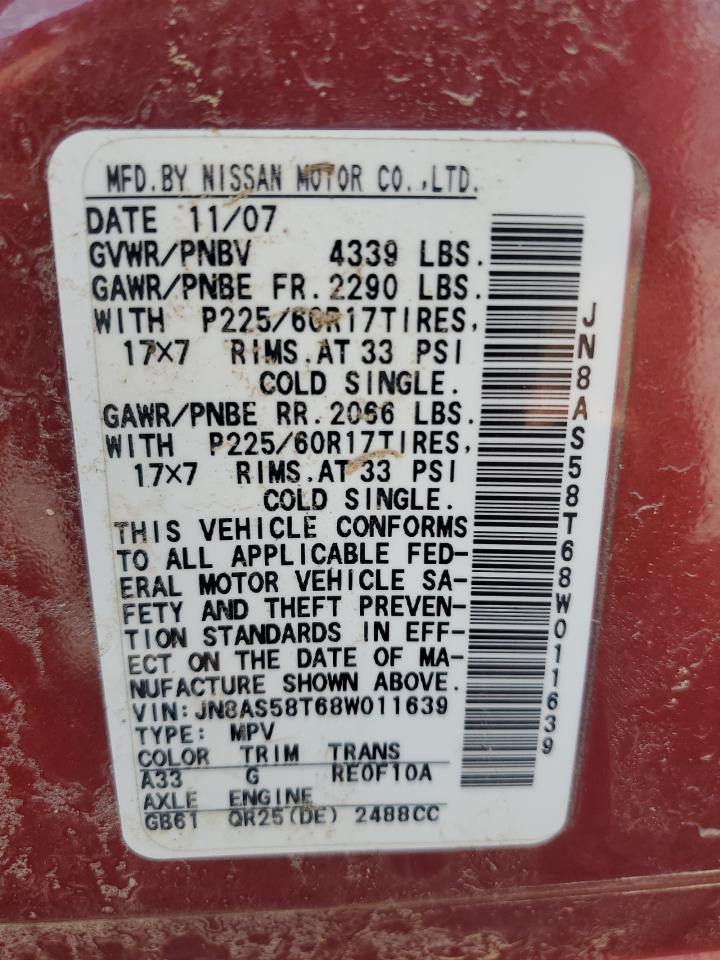 MFD.BY NISSAN MOTOR CO.,LTD.
DATE 11/07
GVWR/PNBV 4339 LBS.
GAWR/PNBE FR.2290 LBS.
WITH P225/60R17TIRES,
17×7 RIMS.AT 33 PSI
COLD SINGLE.
GAWR/PNBE RR.2066 LBS.
WITH P225/60R17TIRES,
17×7 RIMS.AT 33 PSI
COLD SINGLE.
THIS VEHICLE CONFORMS
TO ALL APPLICABLE FED-
ERAL MOTOR VEHICLE SA-
FETY AND THEFT PREVEN-
TION STANDARDS IN EFF-
ECT ON THE DATE OF MA-
NUFACTURE SHOWN ABOVE.
VIN:JN8AS58T68W011639
TYPE: MPV
COLOR TRIM TRANS
A33 G RE0F10A
AXLE ENGINE
GB61 QR25(DE) 2488CC
JN8AS58T68W011639